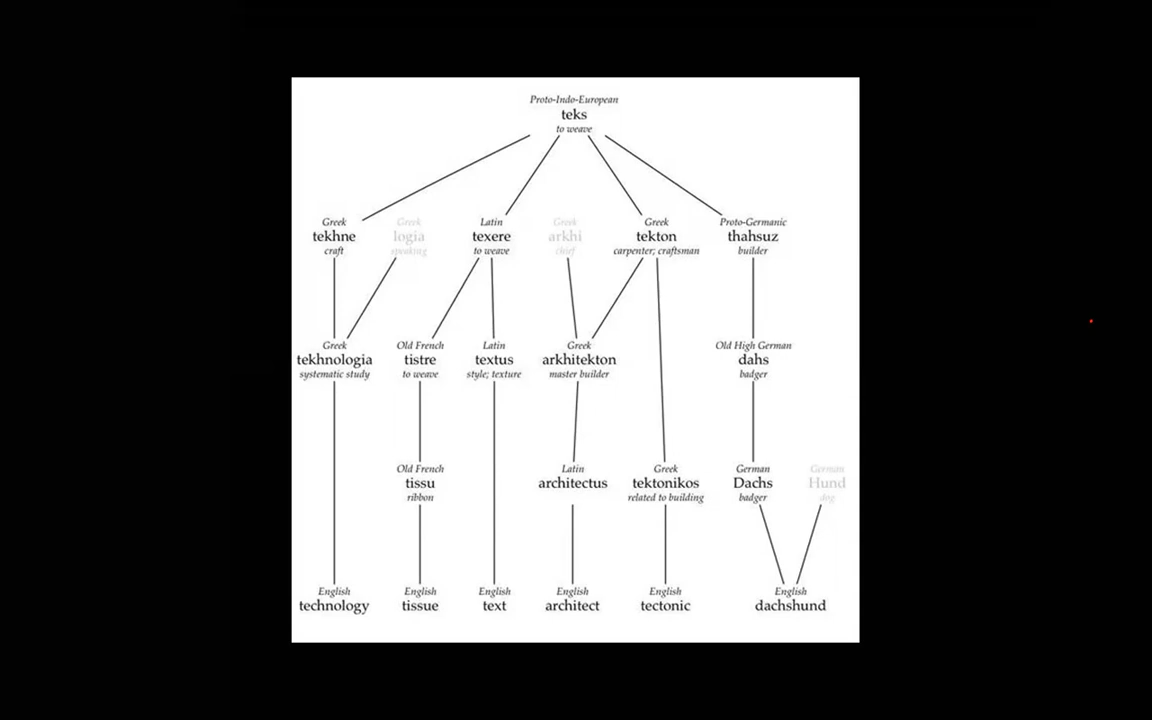 Proto-Indo-European
teks
to weave
Greek Greek Latin Greek Greek Proto-Germanic
tekhne logia texere arkhi tekton thahsuz
craft speaking to weave chief carpenter; craftsman builder
Greek Old French Latin Greek Old High German
tekhnologia tistre textus arkhitekton dahs
systematic study to weave style; texture master builder badger
Old French Latin Greek German German
tissu architectus tektonikos Dachs Hund
ribbon related to building badger dog
English English English English English English
technology tissue text architect tectonic dachshund